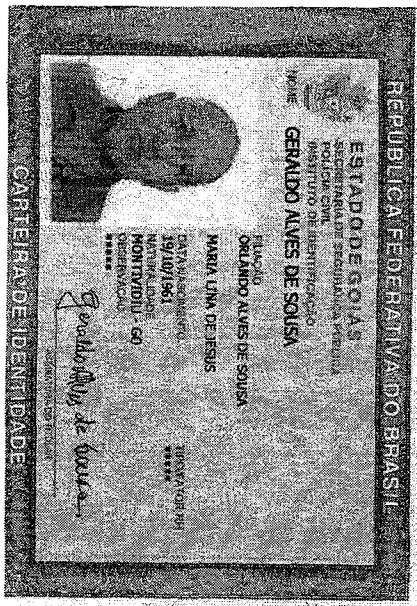 REPÚBLICA FEDERATIVA DO BRASIL
ESTADO DE GOIÁS
SECRETARIA DE SEGURANÇA PÚBLICA
POLÍCIA CIVIL
INSTITUTO DE IDENTIFICAÇÃO
NOME
GERALDO ALVES DE SOUSA
FILIAÇÃO
ORLANDO ALVES DE SOUSA
MARIA LINA DE JESUS
DATA NASCIMENTO
19/10/1961
FATOR RH
*****
NATURALIDADE
MONTIVIDIU - GO
OBSERVAÇÃO
*****
Geraldo Alves de Sousa
ASSINATURA DO TITULAR
CARTEIRA DE IDENTIDADE